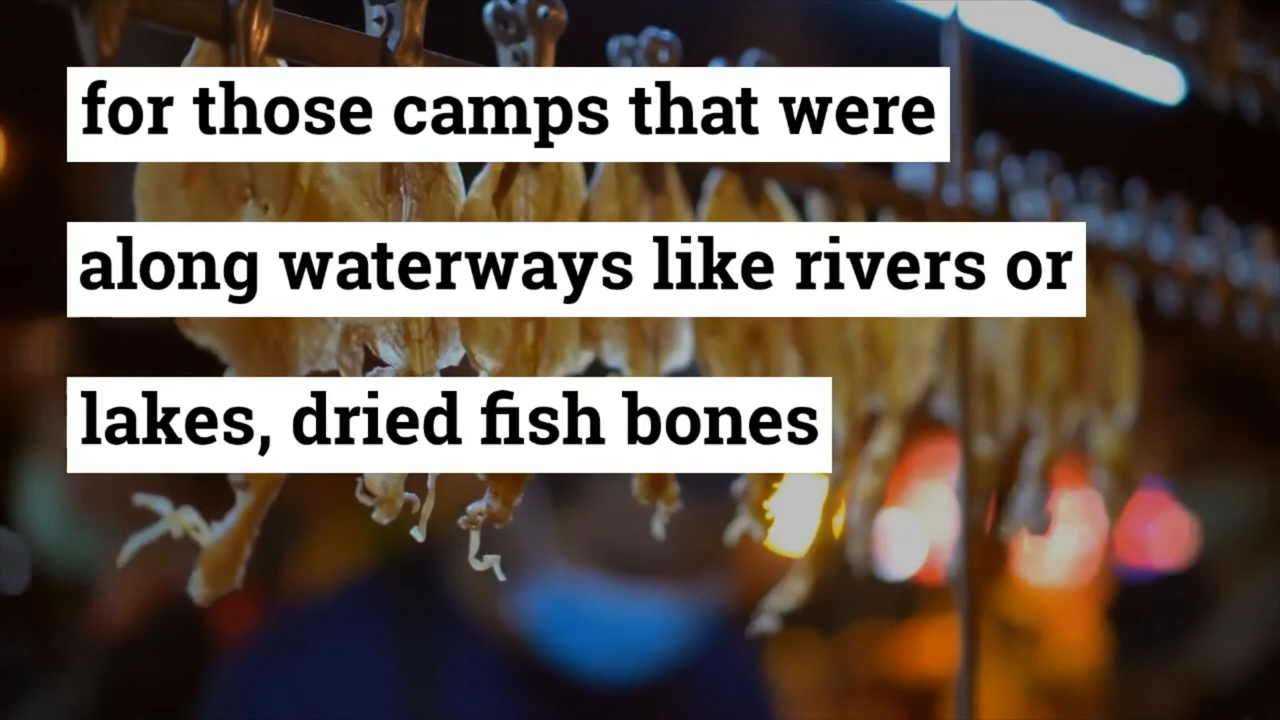 for those camps that were
along waterways like rivers or
lakes, dried fish bones